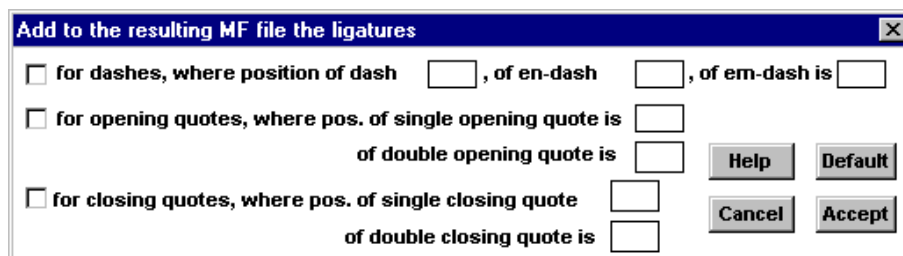 Add to the resulting MF file the ligatures
for dashes, where position of dash , of en-dash , of em-dash is
for opening quotes, where pos. of single opening quote is
of double opening quote is
Help Default
for closing quotes, where pos. of single closing quote
Cancel Accept
of double closing quote is